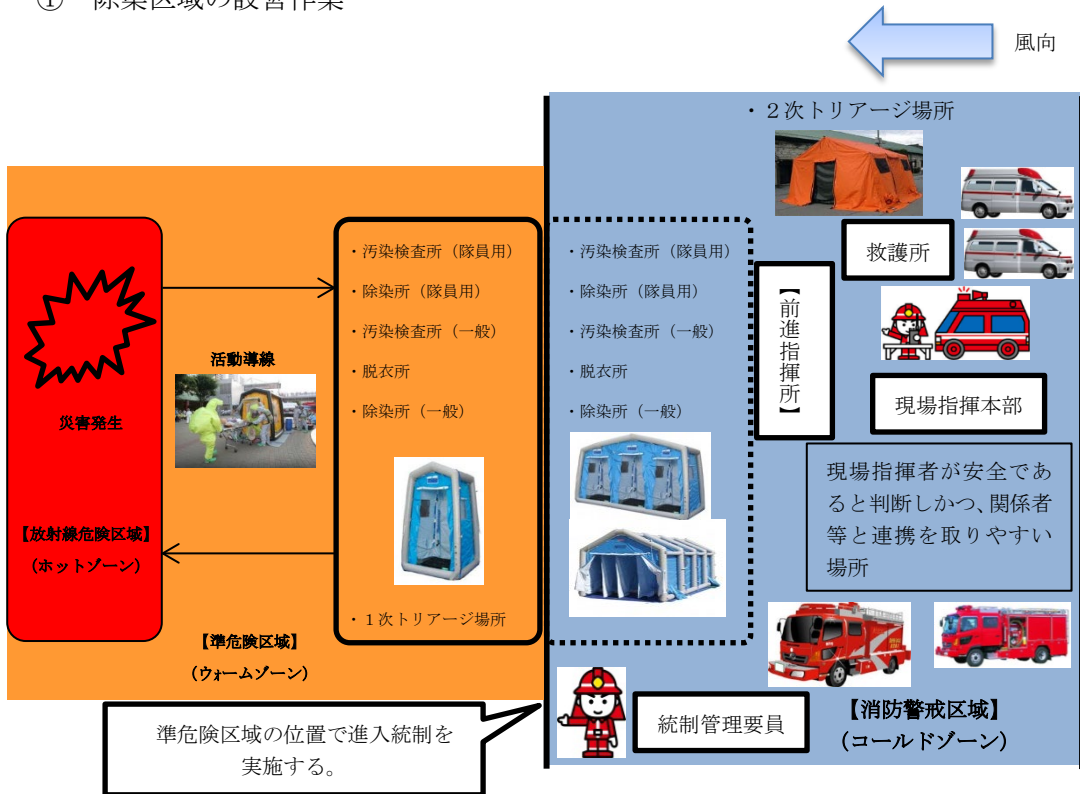 ① 除染区域の設営作業
風向
・２次トリアージ場所
救護所
【前進指揮所】
現場指揮本部
現場指揮者が安全であ
ると判断しかつ、関係者
等と連携を取りやすい
場所
・汚染検査所（隊員用）
・除染所（隊員用）
・汚染検査所（一般）
・脱衣所
・除染所（一般）
・１次トリアージ場所
・汚染検査所（隊員用）
・除染所（隊員用）
・汚染検査所（一般）
・脱衣所
・除染所（一般）
活動導線
災害発生
【放射線危険区域】
（ホットゾーン）
【準危険区域】
（ウォームゾーン）
準危険区域の位置で進入統制を
実施する。
統制管理要員
【消防警戒区域】
（コールドゾーン）